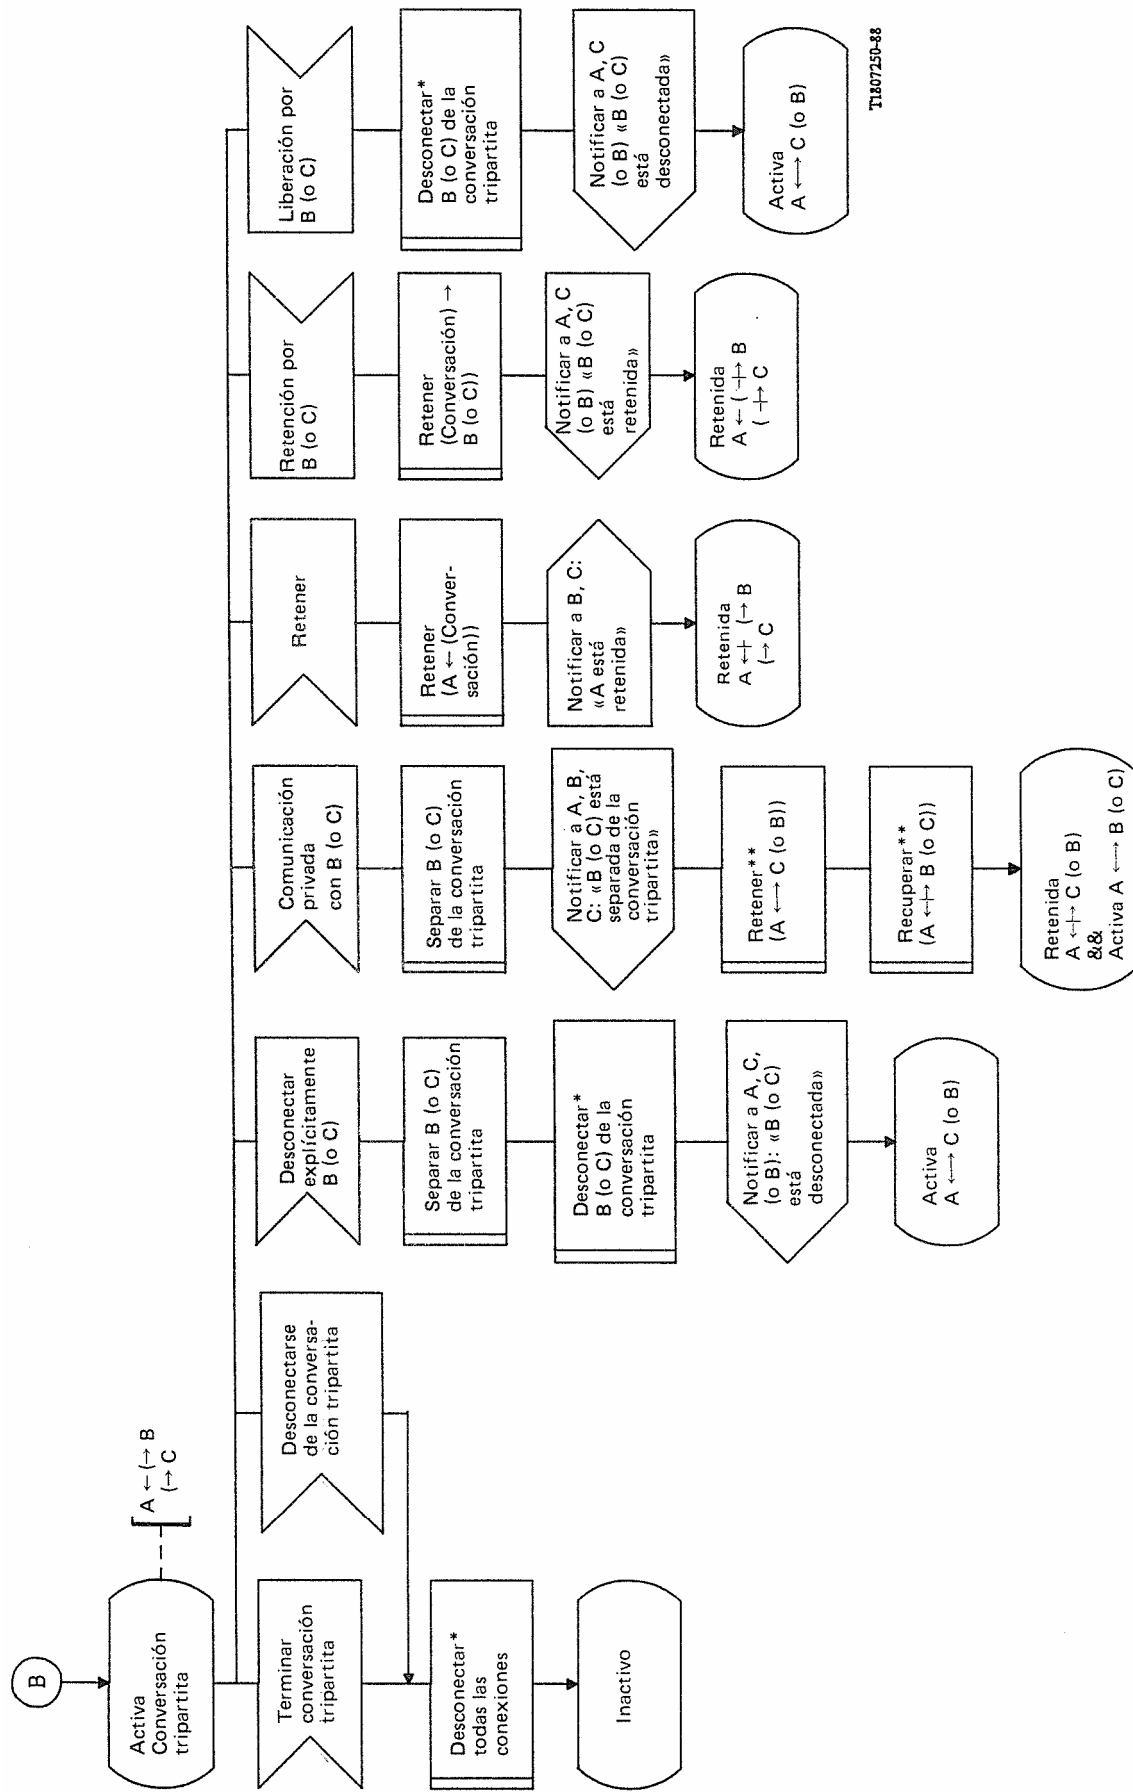 B
Activa
Conversación
tripartita
A ← (→ B
(→ C
Terminar
conversación
tripartita
Desconectar*
todas las
conexiones
Inactivo
Desconectarse
de la conversa-
ción tripartita
Desconectar
explícitamente
B (o C)
Separar B (o C)
de la conversación
tripartita
Desconectar*
B (o C) de la
conversación
tripartita
Notificar a A, C,
(o B): «B (o C)
está
desconectada»
Activa
A ←→ C (o B)
Comunicación
privada
con B (o C)
Separar B (o C)
de la conversación
tripartita
Notificar a A, B,
C: «B (o C) está
separada de la
conversación
tripartita»
Retener**
(A ←→ C (o B))
Recuperar**
(A ←+→ B (o C))
Retenida
A ←+→ C (o B)
&&
Activa A ←→ B (o C)
Retener
Retener
(A ← (Conver-
sación))
Notificar a B, C:
«A está
retenida»
Retenida
A ←+ (→ B
(→ C
Retención por
B (o C)
Retener
(Conversación) →
B (o C))
Notificar a A, C
(o B) «B (o C)
está
retenida»
Retenida
A ← (+→ B
(+→ C
Liberación por
B (o C)
Desconectar*
B (o C) de la
conversación
tripartita
Notificar a A, C
(o B) «B (o C)
está
desconectada»
Activa
A ←→ C (o B)
T1807250-88